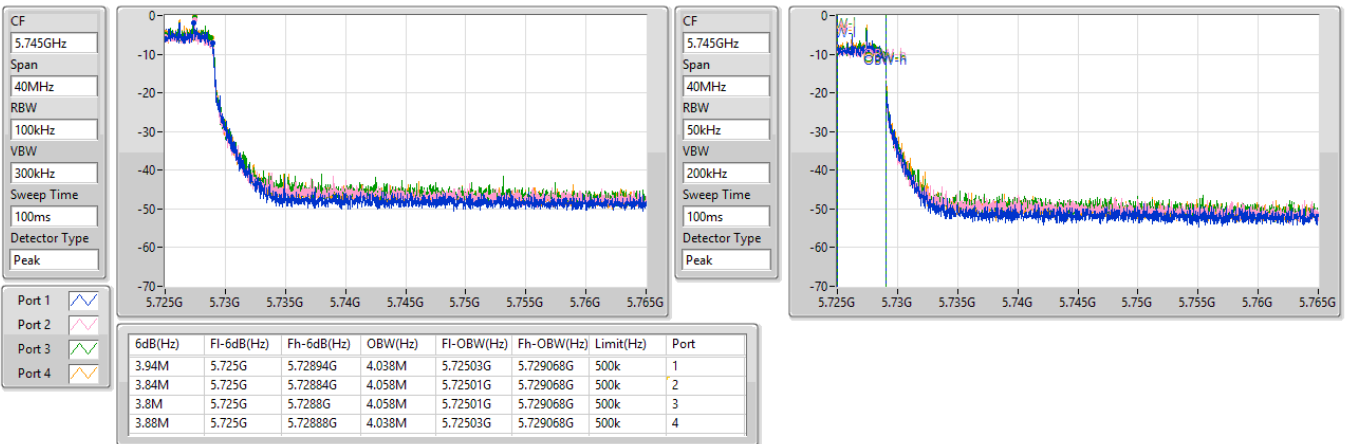 CF
5.745GHz
Span
40MHz
RBW
100kHz
VBW
300kHz
Sweep Time
100ms
Detector Type
Peak
0
-10
-20
-30
-40
-50
-60
-70
5.725G 5.73G 5.735G 5.74G 5.745G 5.75G 5.755G 5.76G 5.765G
CF
5.745GHz
Span
40MHz
RBW
50kHz
VBW
200kHz
Sweep Time
100ms
Detector Type
Peak
0
-10
-20
-30
-40
-50
-60
-70
OBW-h
5.725G 5.73G 5.735G 5.74G 5.745G 5.75G 5.755G 5.76G 5.765G
Port 1
Port 2
Port 3
Port 4
6dB(Hz) Fl-6dB(Hz) Fh-6dB(Hz) OBW(Hz) Fl-OBW(Hz) Fh-OBW(Hz) Limit(Hz) Port
3.94M 5.725G 5.72894G 4.038M 5.72503G 5.729068G 500k 1
3.84M 5.725G 5.72884G 4.058M 5.72501G 5.729068G 500k 2
3.8M 5.725G 5.7288G 4.058M 5.72501G 5.729068G 500k 3
3.88M 5.725G 5.72888G 4.038M 5.72503G 5.729068G 500k 4